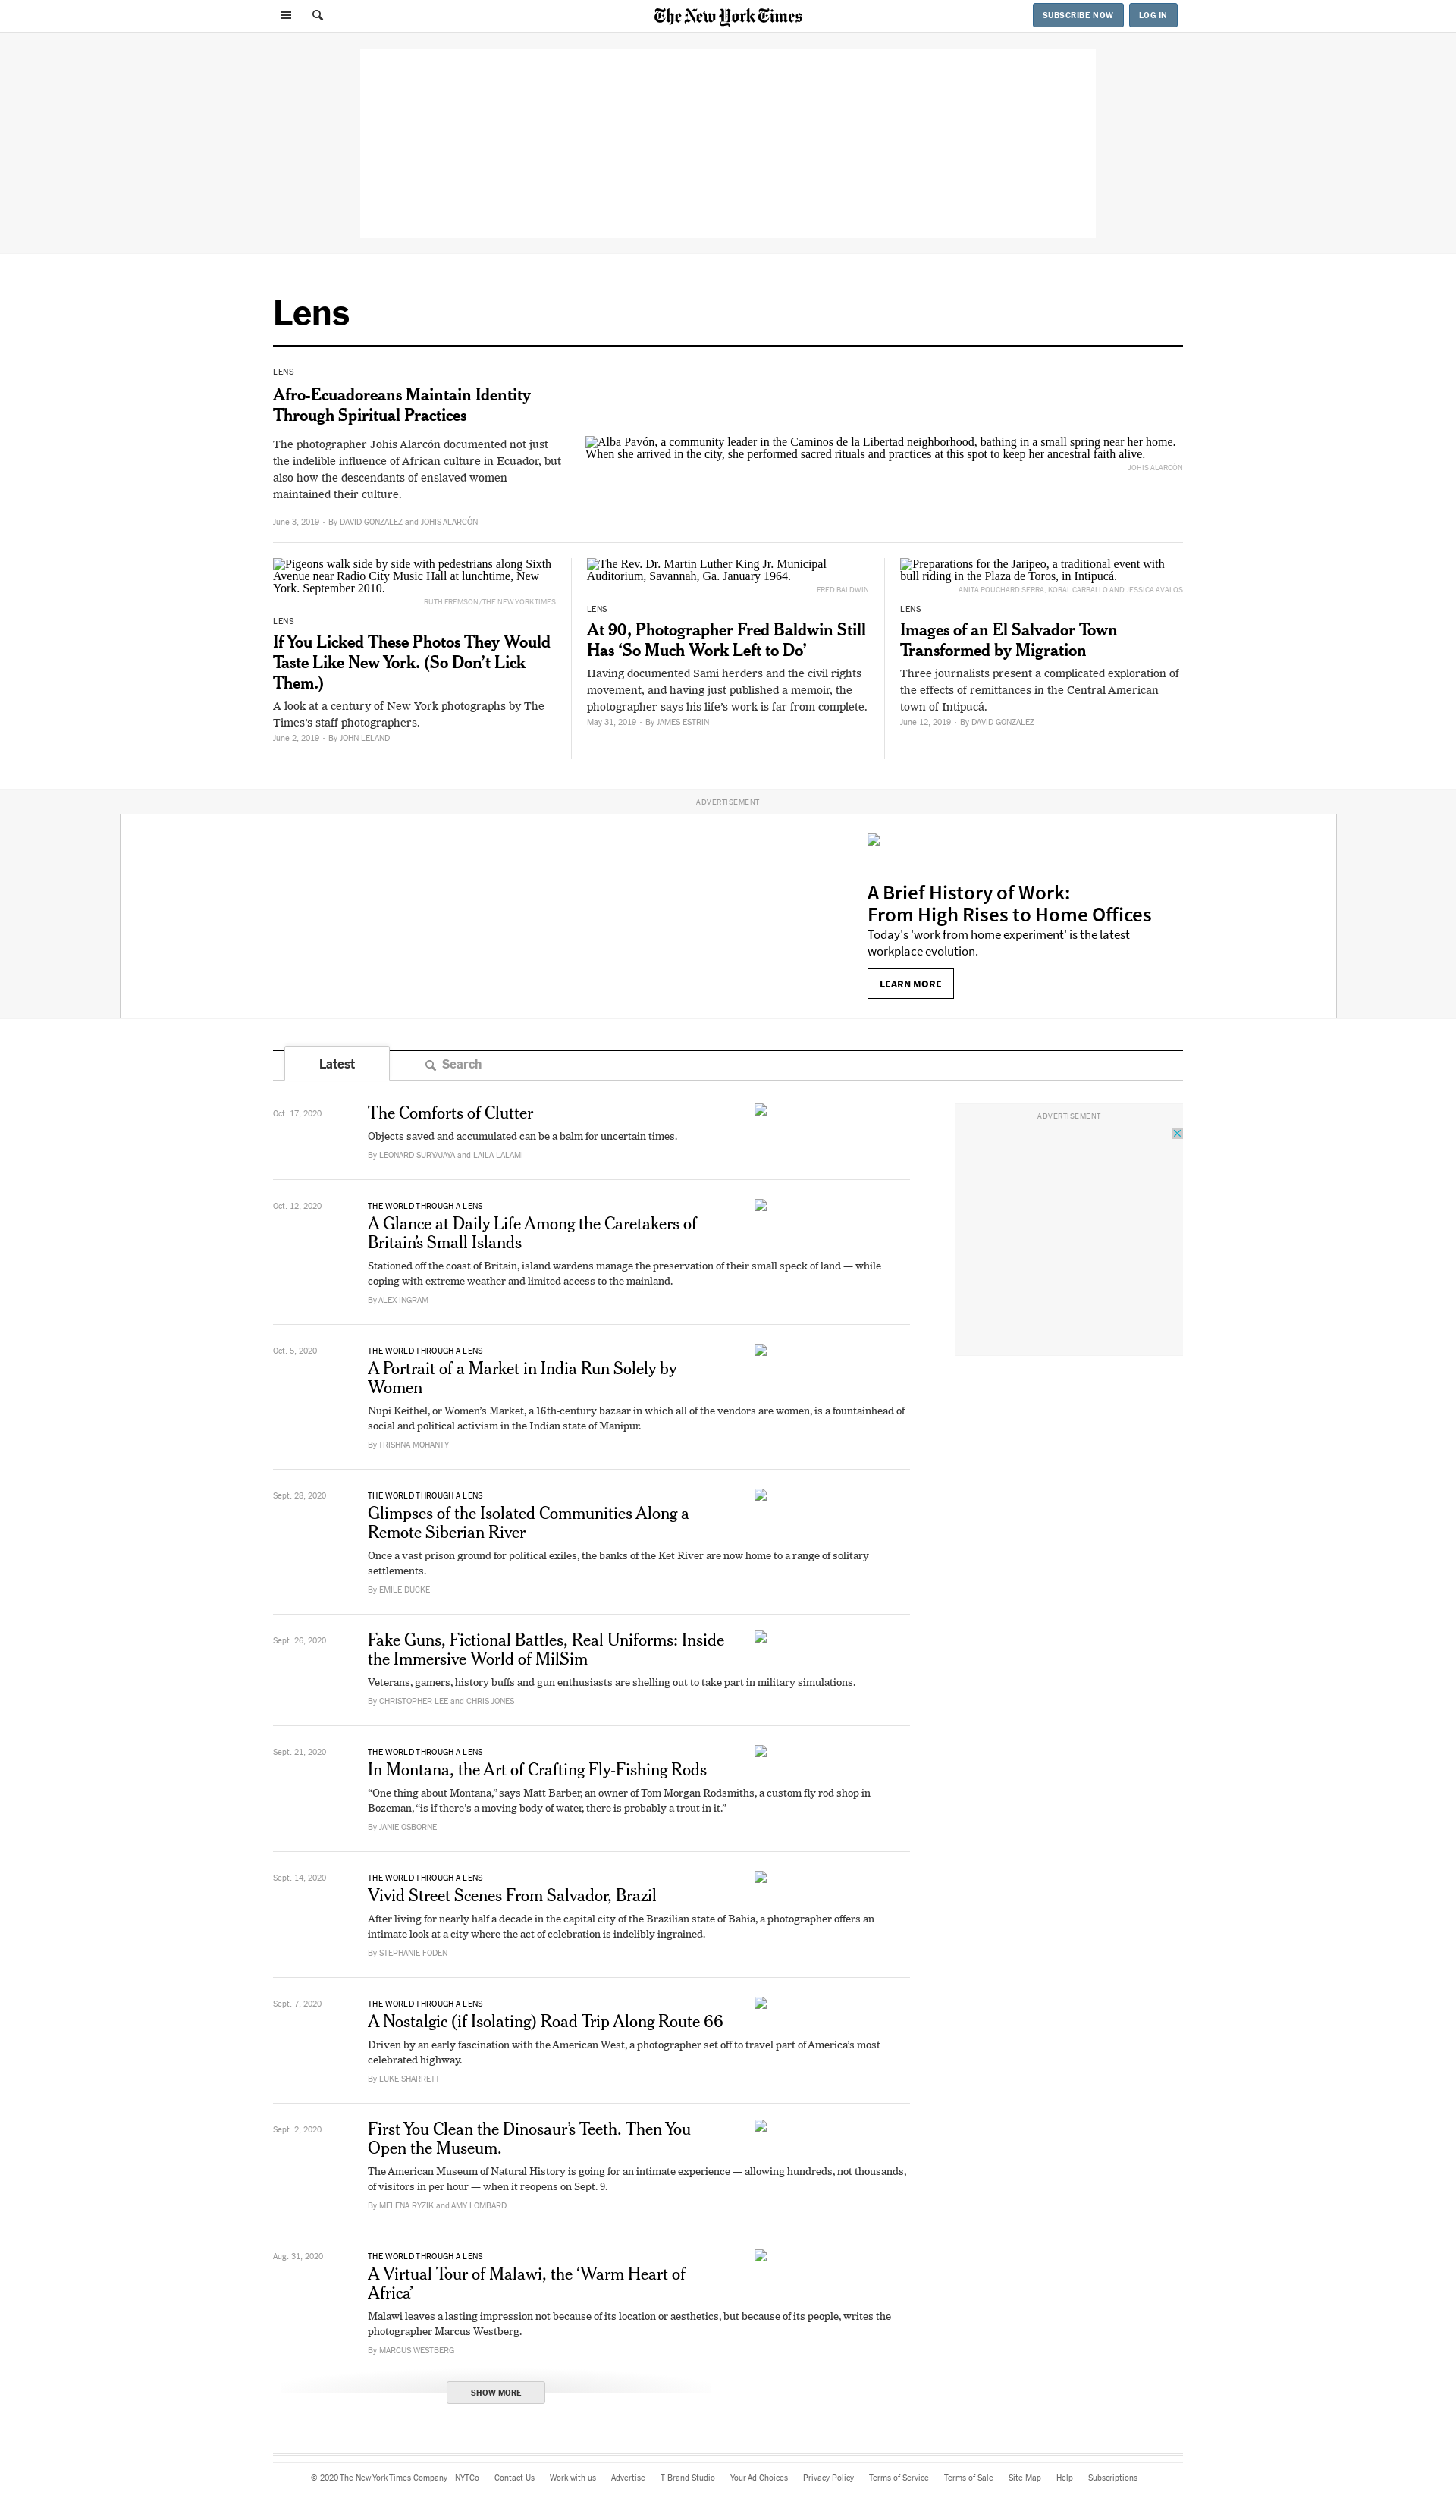 The New York Times
SUBSCRIBE NOW
LOG IN
Lens
LENS
Afro-Ecuadoreans Maintain Identity
Through Spiritual Practices
The photographer Johis Alarcón documented not just
the indelible influence of African culture in Ecuador, but
also how the descendants of enslaved women
maintained their culture.
June 3, 2019 • By DAVID GONZALEZ and JOHIS ALARCÓN
Alba Pavón, a community leader in the Caminos de la Libertad neighborhood, bathing in a small spring near her home.
When she arrived in the city, she performed sacred rituals and practices at this spot to keep her ancestral faith alive.
JOHIS ALARCÓN
Pigeons walk side by side with pedestrians along Sixth
Avenue near Radio City Music Hall at lunchtime, New
York. September 2010.
RUTH FREMSON/THE NEW YORK TIMES
LENS
If You Licked These Photos They Would
Taste Like New York. (So Don’t Lick
Them.)
A look at a century of New York photographs by The
Times’s staff photographers.
June 2, 2019 • By JOHN LELAND
The Rev. Dr. Martin Luther King Jr. Municipal
Auditorium, Savannah, Ga. January 1964.
FRED BALDWIN
LENS
At 90, Photographer Fred Baldwin Still
Has ‘So Much Work Left to Do’
Having documented Sami herders and the civil rights
movement, and having just published a memoir, the
photographer says his life’s work is far from complete.
May 31, 2019 • By JAMES ESTRIN
Preparations for the Jaripeo, a traditional event with
bull riding in the Plaza de Toros, in Intipucá.
ANITA POUCHARD SERRA, KORAL CARBALLO AND JESSICA AVALOS
LENS
Images of an El Salvador Town
Transformed by Migration
Three journalists present a complicated exploration of
the effects of remittances in the Central American
town of Intipucá.
June 12, 2019 • By DAVID GONZALEZ
ADVERTISEMENT
A Brief History of Work:
From High Rises to Home Offices
Today's 'work from home experiment' is the latest
workplace evolution.
LEARN MORE
Latest
Search
ADVERTISEMENT
Oct. 17, 2020
The Comforts of Clutter
Objects saved and accumulated can be a balm for uncertain times.
By LEONARD SURYAJAYA and LAILA LALAMI
Oct. 12, 2020
THE WORLD THROUGH A LENS
A Glance at Daily Life Among the Caretakers of
Britain’s Small Islands
Stationed off the coast of Britain, island wardens manage the preservation of their small speck of land — while
coping with extreme weather and limited access to the mainland.
By ALEX INGRAM
Oct. 5, 2020
THE WORLD THROUGH A LENS
A Portrait of a Market in India Run Solely by
Women
Nupi Keithel, or Women’s Market, a 16th-century bazaar in which all of the vendors are women, is a fountainhead of
social and political activism in the Indian state of Manipur.
By TRISHNA MOHANTY
Sept. 28, 2020
THE WORLD THROUGH A LENS
Glimpses of the Isolated Communities Along a
Remote Siberian River
Once a vast prison ground for political exiles, the banks of the Ket River are now home to a range of solitary
settlements.
By EMILE DUCKE
Sept. 26, 2020
Fake Guns, Fictional Battles, Real Uniforms: Inside
the Immersive World of MilSim
Veterans, gamers, history buffs and gun enthusiasts are shelling out to take part in military simulations.
By CHRISTOPHER LEE and CHRIS JONES
Sept. 21, 2020
THE WORLD THROUGH A LENS
In Montana, the Art of Crafting Fly-Fishing Rods
“One thing about Montana,” says Matt Barber, an owner of Tom Morgan Rodsmiths, a custom fly rod shop in
Bozeman, “is if there’s a moving body of water, there is probably a trout in it.”
By JANIE OSBORNE
Sept. 14, 2020
THE WORLD THROUGH A LENS
Vivid Street Scenes From Salvador, Brazil
After living for nearly half a decade in the capital city of the Brazilian state of Bahia, a photographer offers an
intimate look at a city where the act of celebration is indelibly ingrained.
By STEPHANIE FODEN
Sept. 7, 2020
THE WORLD THROUGH A LENS
A Nostalgic (if Isolating) Road Trip Along Route 66
Driven by an early fascination with the American West, a photographer set off to travel part of America’s most
celebrated highway.
By LUKE SHARRETT
Sept. 2, 2020
First You Clean the Dinosaur’s Teeth. Then You
Open the Museum.
The American Museum of Natural History is going for an intimate experience — allowing hundreds, not thousands,
of visitors in per hour — when it reopens on Sept. 9.
By MELENA RYZIK and AMY LOMBARD
Aug. 31, 2020
THE WORLD THROUGH A LENS
A Virtual Tour of Malawi, the ‘Warm Heart of
Africa’
Malawi leaves a lasting impression not because of its location or aesthetics, but because of its people, writes the
photographer Marcus Westberg.
By MARCUS WESTBERG
SHOW MORE
© 2020 The New York Times Company NYTCo Contact Us Work with us Advertise T Brand Studio Your Ad Choices Privacy Policy Terms of Service Terms of Sale Site Map Help Subscriptions